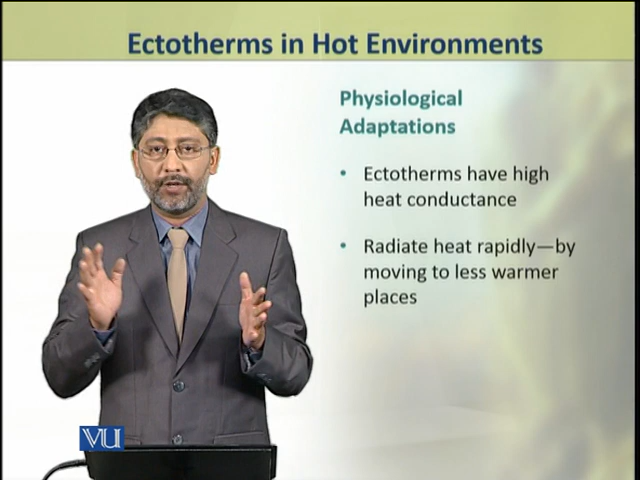 Ectotherms in Hot Environments
Physiological
Adaptations
• Ectotherms have high
heat conductance
• Radiate heat rapidly—by
moving to less warmer
places
VU